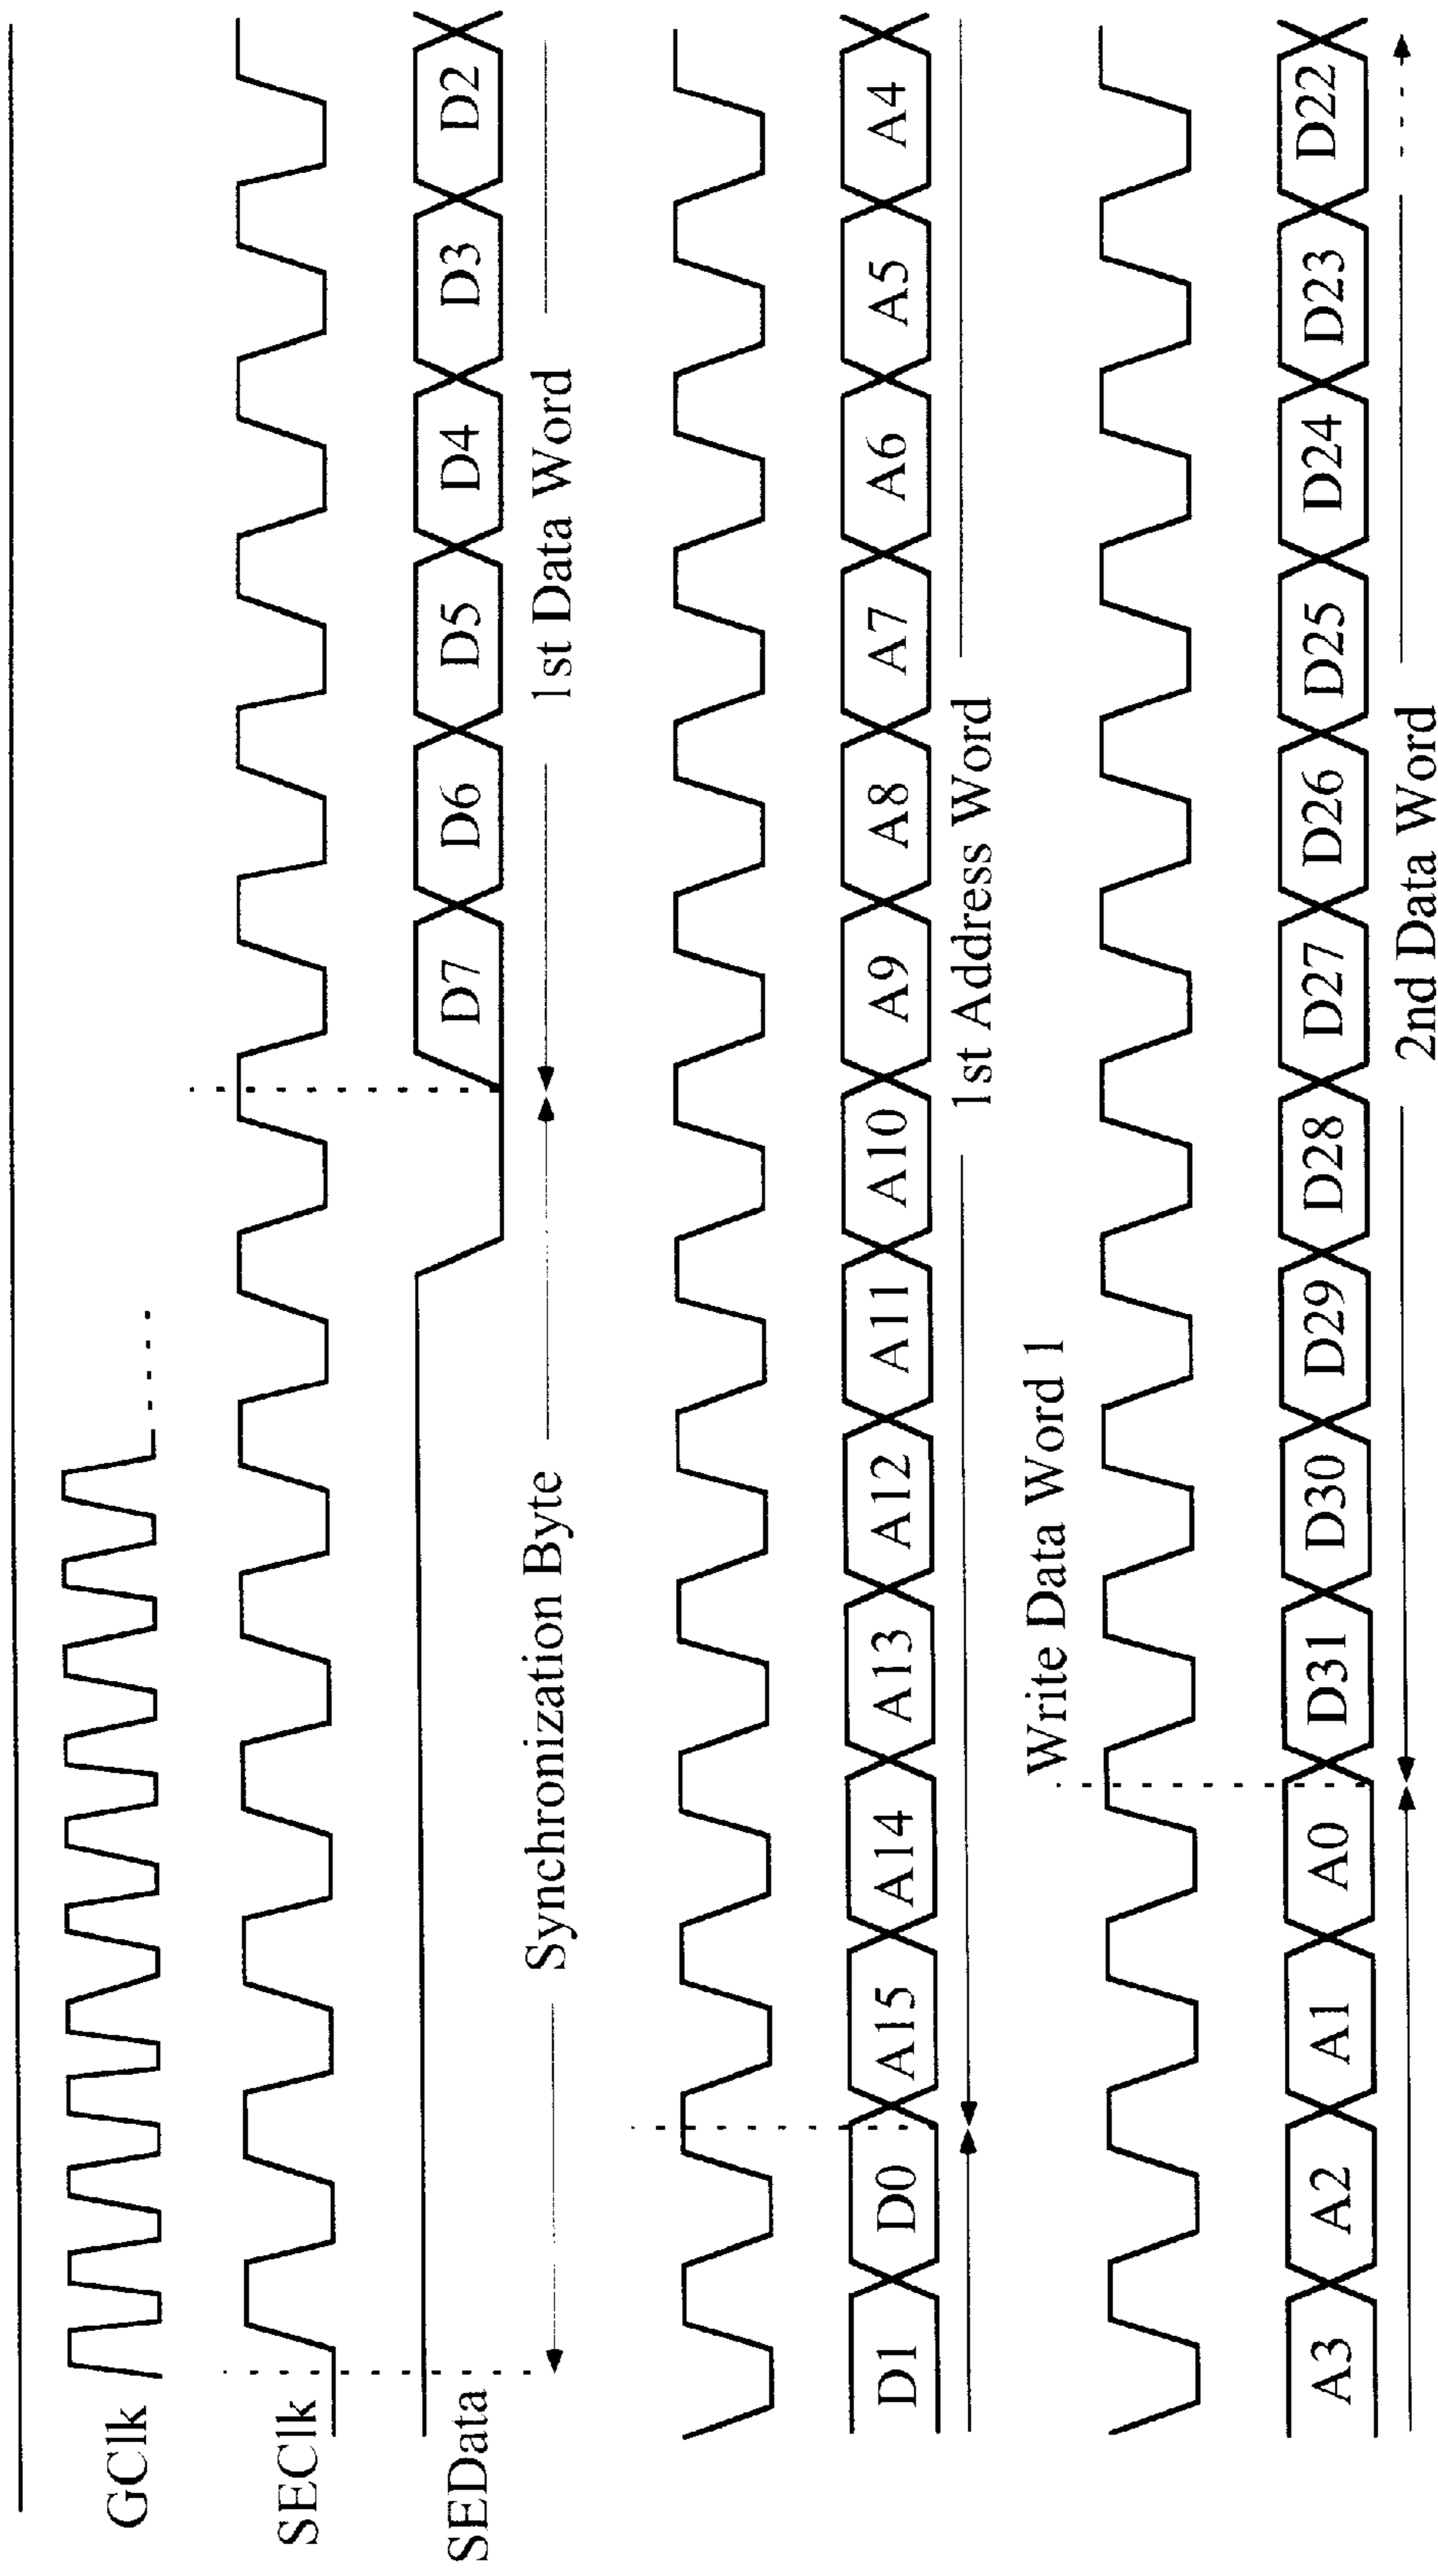 GClk
SEClk
SEData
D7 D6 D5 D4 D3 D2
Synchronization Byte 1st Data Word
D1 D0 A15 A14 A13 A12 A11 A10 A9 A8 A7 A6 A5 A4
1st Address Word
Write Data Word 1
A3 A2 A1 A0 D31 D30 D29 D28 D27 D26 D25 D24 D23 D22
2nd Data Word